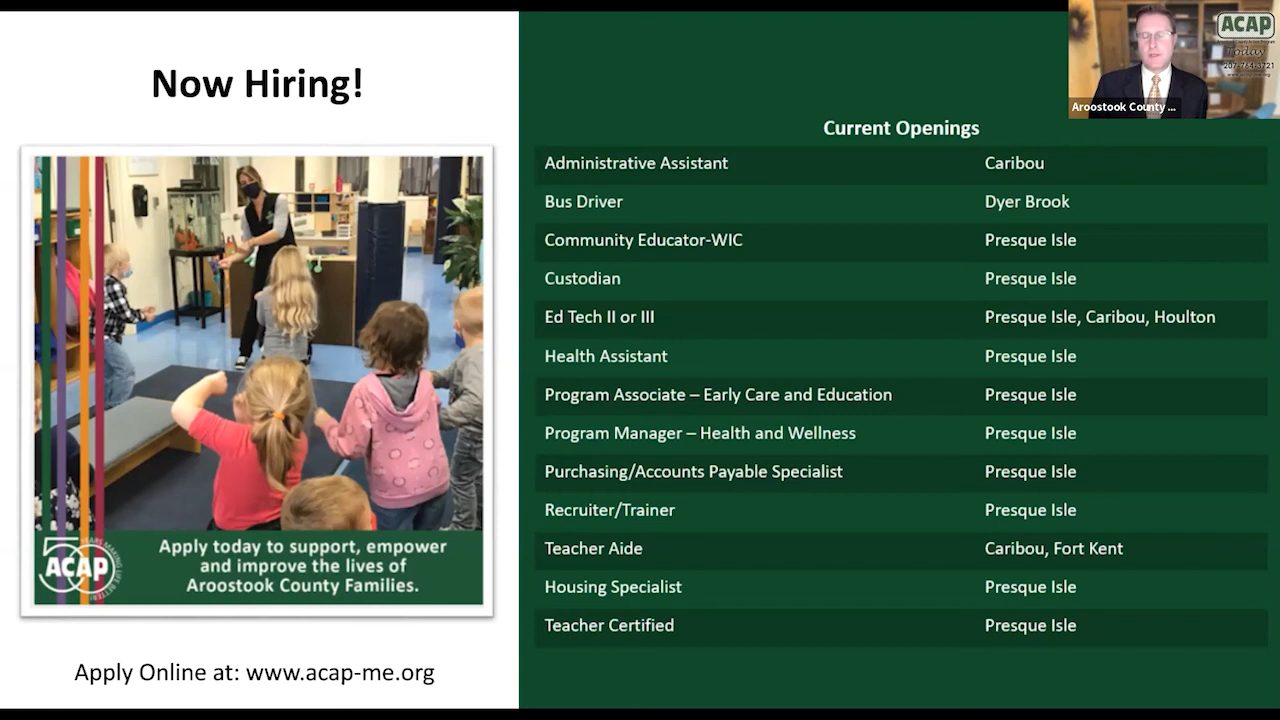 Now Hiring!
ACAP
Apply today to support, empower
and improve the lives of
Aroostook County Families.
Apply Online at: www.acap-me.org
ACAP
Today
Aroostook County ...
Current Openings
Administrative Assistant Caribou
Bus Driver Dyer Brook
Community Educator-WIC Presque Isle
Custodian Presque Isle
Ed Tech II or III Presque Isle, Caribou, Houlton
Health Assistant Presque Isle
Program Associate – Early Care and Education Presque Isle
Program Manager – Health and Wellness Presque Isle
Purchasing/Accounts Payable Specialist Presque Isle
Recruiter/Trainer Presque Isle
Teacher Aide Caribou, Fort Kent
Housing Specialist Presque Isle
Teacher Certified Presque Isle